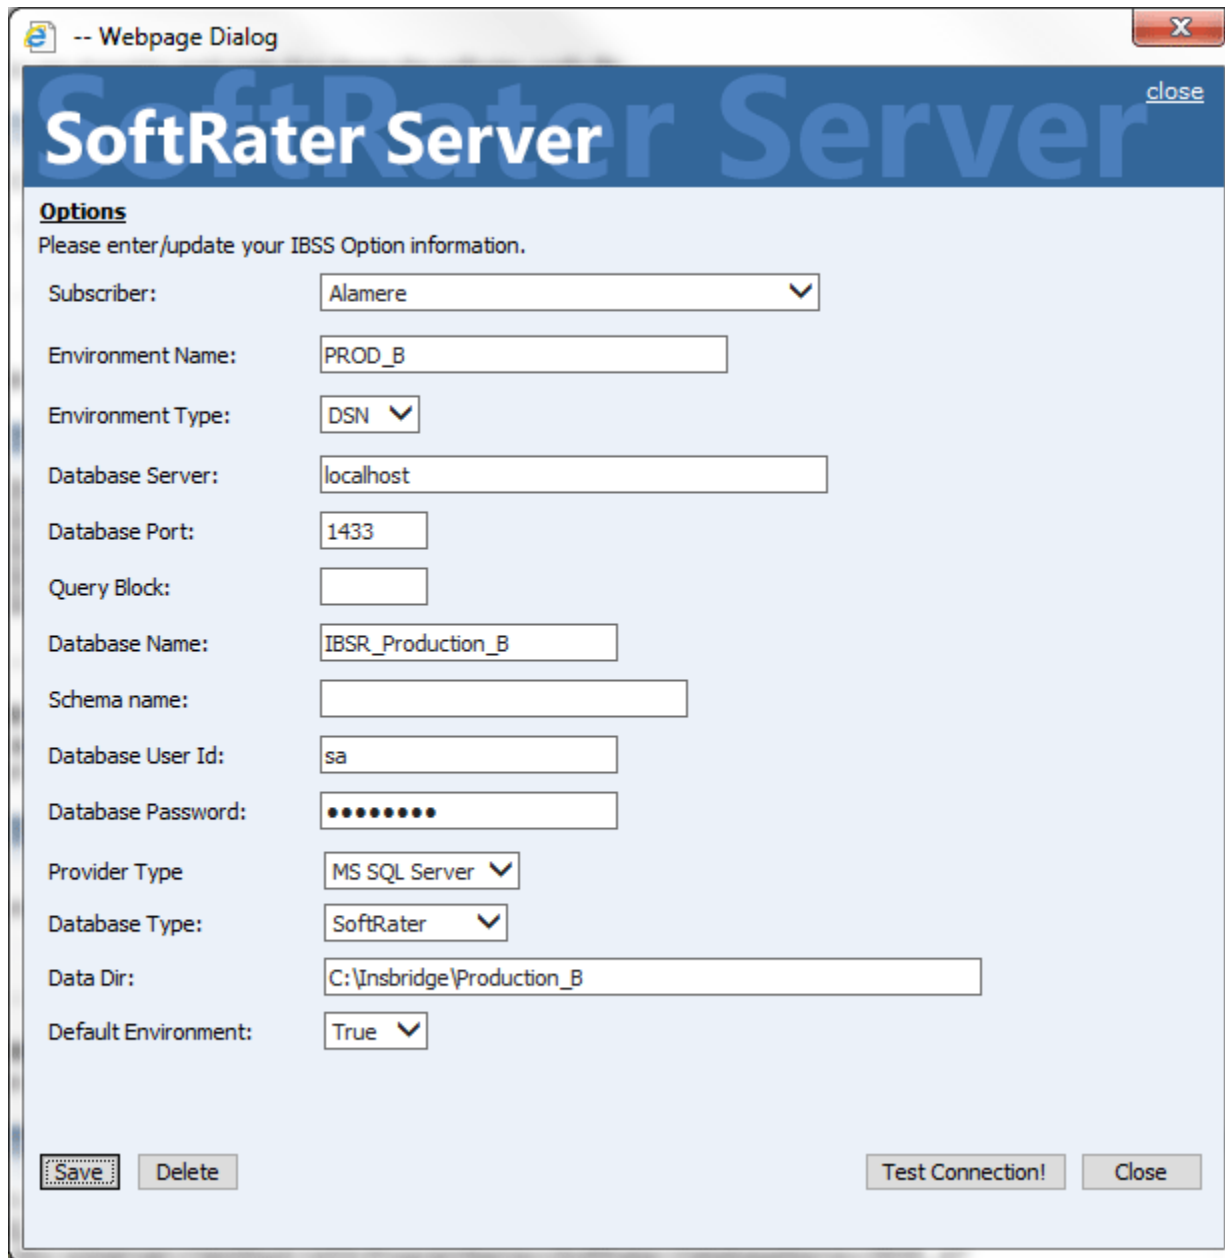 -- Webpage Dialog
SoftRater Server
close
SoftRater Server
Options
Please enter/update your IBSS Option information.
Subscriber: Alamere
Environment Name: PROD_B
Environment Type: DSN
Database Server: localhost
Database Port: 1433
Query Block:
Database Name: IBSR_Production_B
Schema name:
Database User Id: sa
Database Password: ••••••••
Provider Type MS SQL Server
Database Type: SoftRater
Data Dir: C:\Insbridge\Production_B
Default Environment: True
Save Delete Test Connection! Close